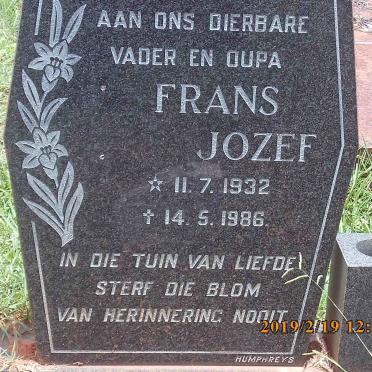 AAN ONS DIERBARE
VADER EN OUPA
FRANS
JOZEF
☆ 11.7.1932
† 14.5.1986.
IN DIE TUIN VAN LIEFDE
STERF DIE BLOM
VAN HERINNERING NOOIT.
HUMPHREYS
2019/2/19 12: